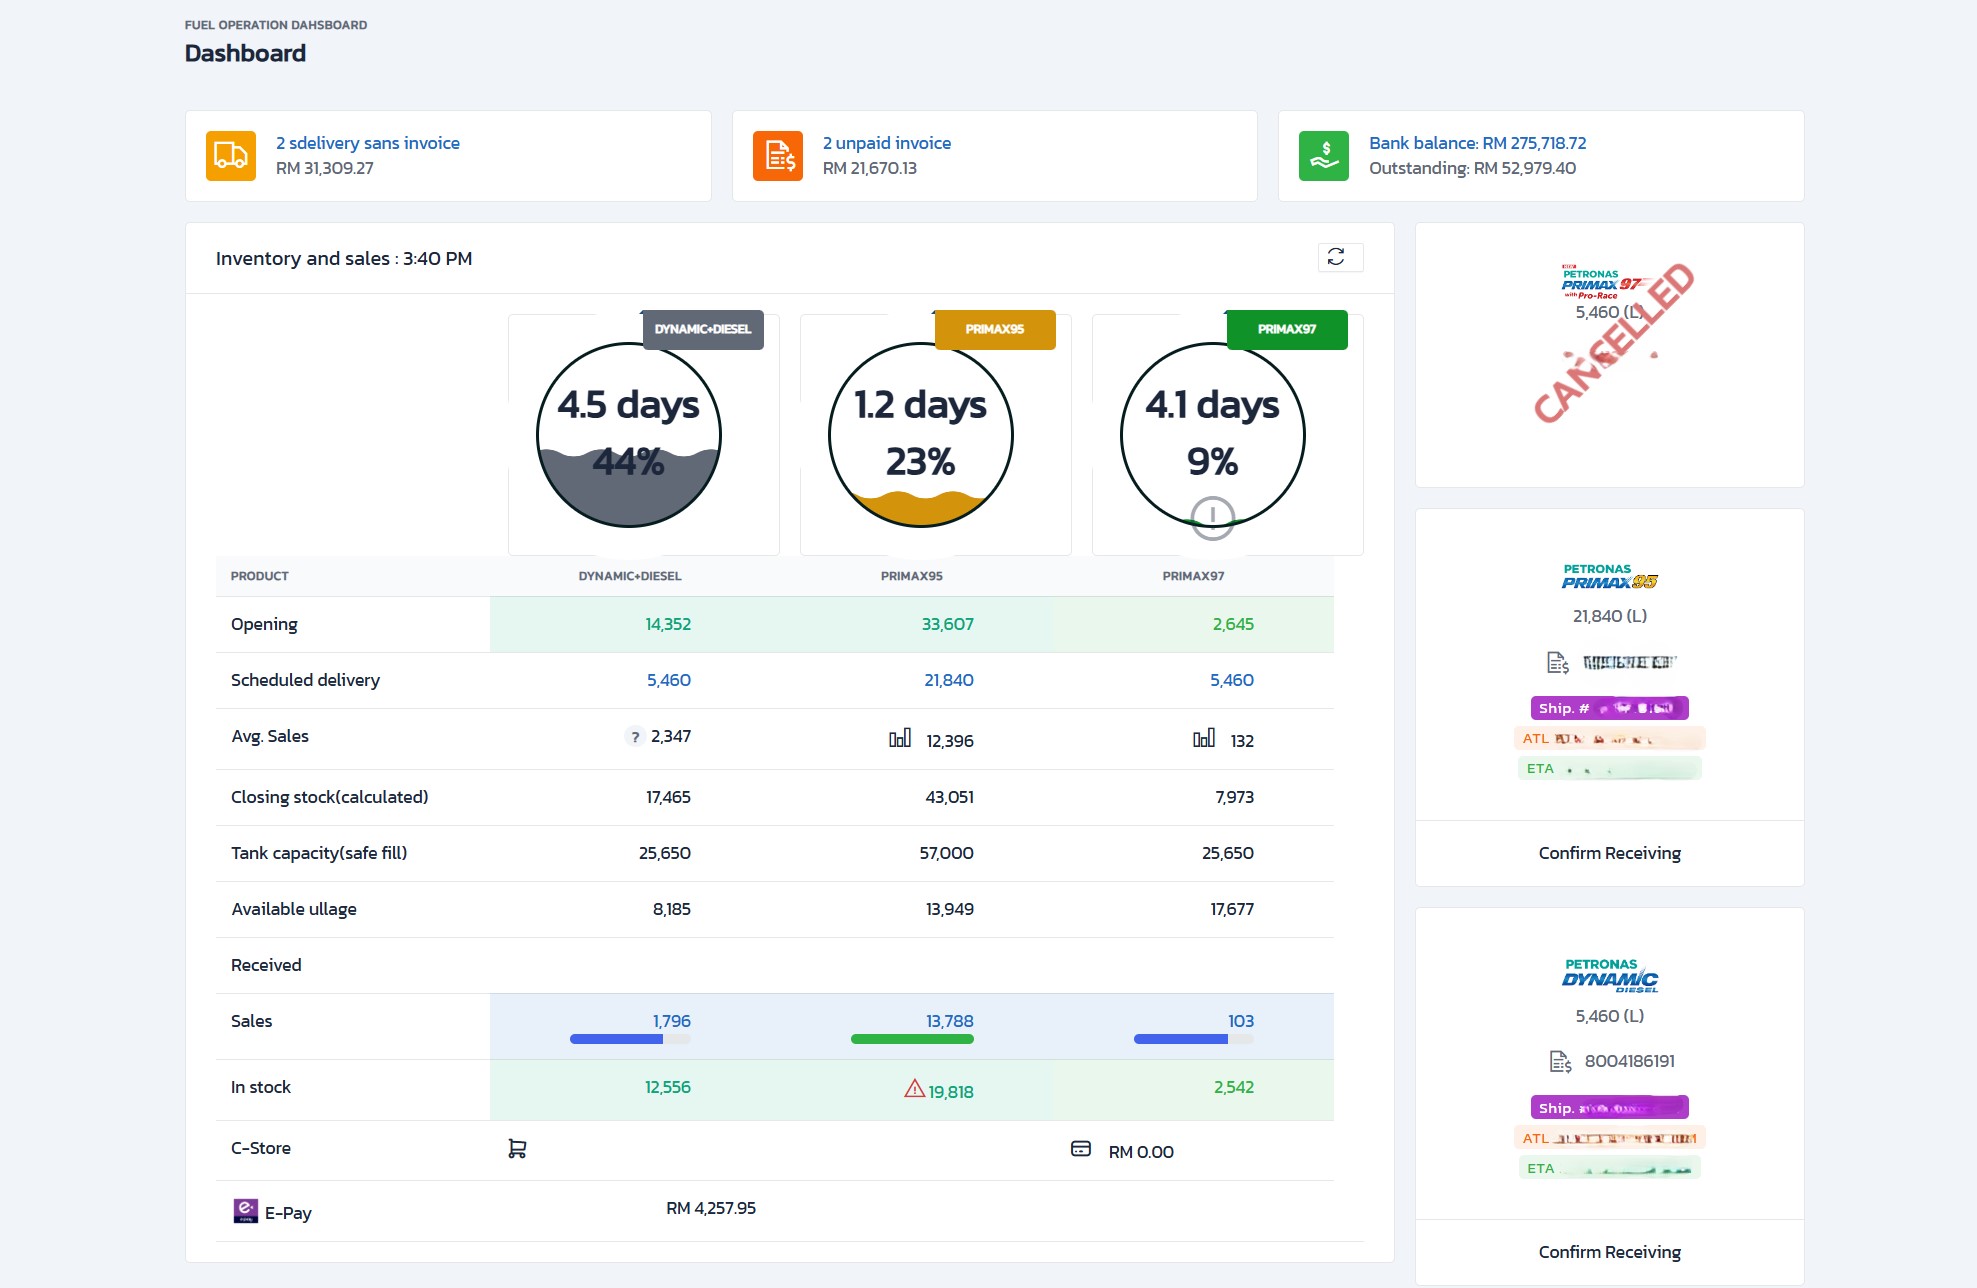 FUEL OPERATION DAHSBOARD
Dashboard
2 sdelivery sans invoice
RM 31,309.27
2 unpaid invoice
RM 21,670.13
Bank balance: RM 275,718.72
Outstanding: RM 52,979.40
Inventory and sales : 3:40 PM
DYNAMIC+DIESEL
4.5 days
44%
PRIMAX95
1.2 days
23%
PRIMAX97
4.1 days
9%
PRODUCT DYNAMIC+DIESEL PRIMAX95 PRIMAX97
Opening 14,352 33,607 2,645
Scheduled delivery 5,460 21,840 5,460
Avg. Sales ? 2,347 12,396 132
Closing stock(calculated) 17,465 43,051 7,973
Tank capacity(safe fill) 25,650 57,000 25,650
Available ullage 8,185 13,949 17,677
Received
Sales 1,796 13,788 103
In stock 12,556 19,818 2,542
C-Store RM 0.00
E-Pay RM 4,257.95
PETRONAS
PRIMAX 97
with Pro-Race
5,460 (L)
CANSELLED
PETRONAS
PRIMAX 95
21,840 (L)
Ship. #
ATL
ETA
Confirm Receiving
PETRONAS
DYNAMIC
DIESEL
5,460 (L)
8004186191
Ship.
ATL
ETA
Confirm Receiving